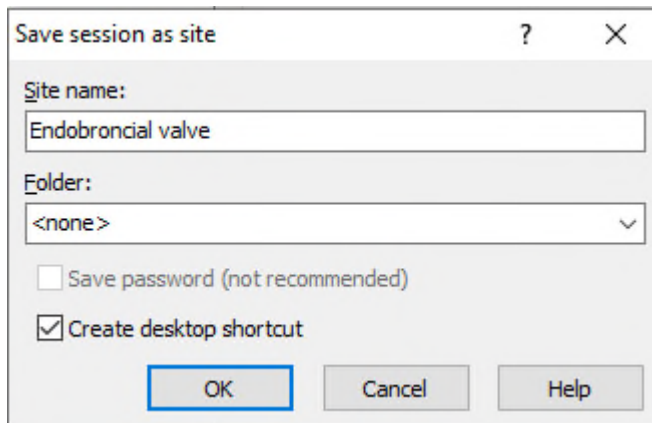 Save session as site ?
Site name:
Endobroncial valve
Folder:
<none>
Save password (not recommended)
Create desktop shortcut
OK Cancel Help